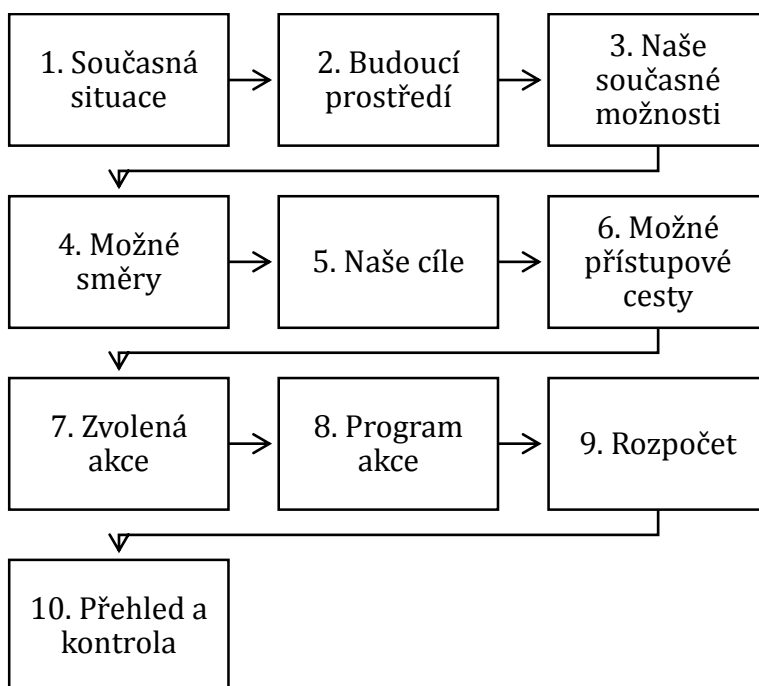 1. Současná
situace
2. Budoucí
prostředí
3. Naše
současné
možnosti
4. Možné
směry
5. Naše cíle
6. Možné
přístupové
cesty
7. Zvolená
akce
8. Program
akce
9. Rozpočet
10. Přehled a
kontrola